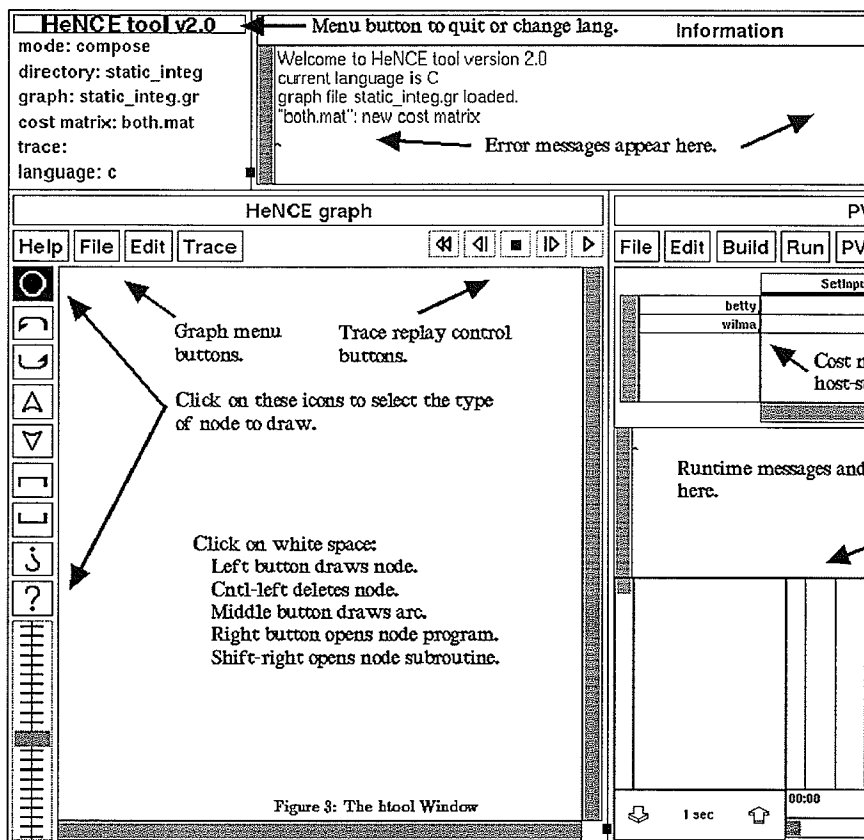 HeNCE tool v2.0
Menu button to quit or change lang.
Information
mode: compose
directory: static_integ
graph: static_integ.gr
cost matrix: both.mat
trace:
language: c
Welcome to HeNCE tool version 2.0
current language is C
graph file static_integ.gr loaded.
"both.mat": new cost matrix
Error messages appear here.
HeNCE graph
Help File Edit Trace
Graph menu
buttons.
Trace replay control
buttons.
Click on these icons to select the type
of node to draw.
?
Click on white space:
Left button draws node.
Cntl-left deletes node.
Middle button draws arc.
Right button opens node program.
Shift-right opens node subroutine.
Figure 3: The htool Window
PV
File Edit Build Run PV
SetInpu
betty
wilma
Cost m
host-s
Runtime messages and
here.
1 sec
00:00